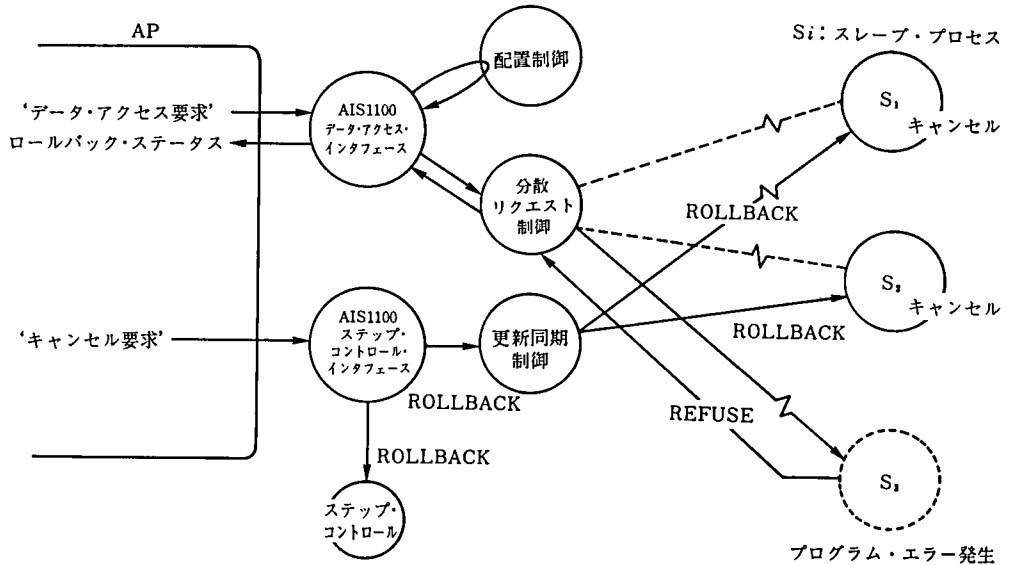 AP
配置制御
Si：スレーブ・プロセス
S₁
キャンセル
AIS1100
データ・アクセス・
インタフェース
‘データ・アクセス要求’
ロールバック・ステータス
分散
リクエスト
制御
ROLLBACK
S₂
キャンセル
AIS1100
ステップ・
コントロール・
インタフェース
‘キャンセル要求’
更新同期
制御
ROLLBACK
ROLLBACK
REFUSE
ROLLBACK
S₃
ステップ・
コントロール
プログラム・エラー発生